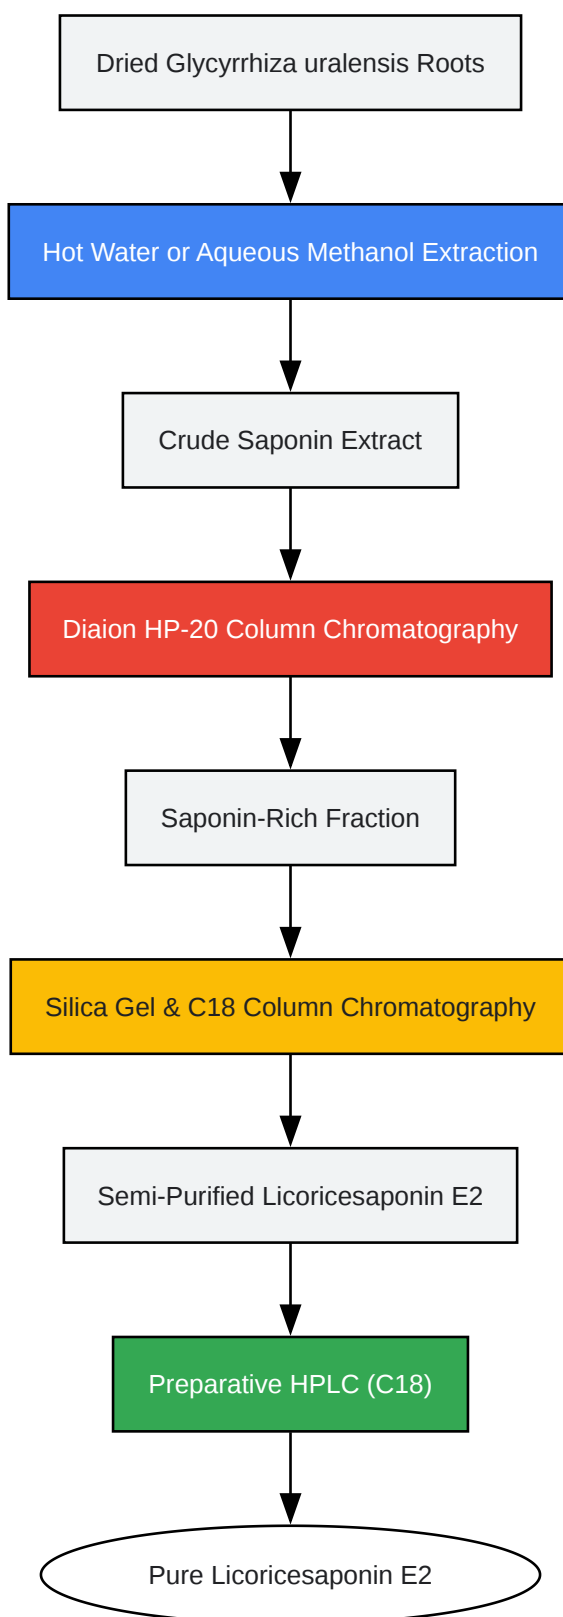 Dried Glycyrrhiza uralensis Roots
Hot Water or Aqueous Methanol Extraction
Crude Saponin Extract
Diaion HP-20 Column Chromatography
Saponin-Rich Fraction
Silica Gel & C18 Column Chromatography
Semi-Purified Licoricesaponin E2
Preparative HPLC (C18)
Pure Licoricesaponin E2